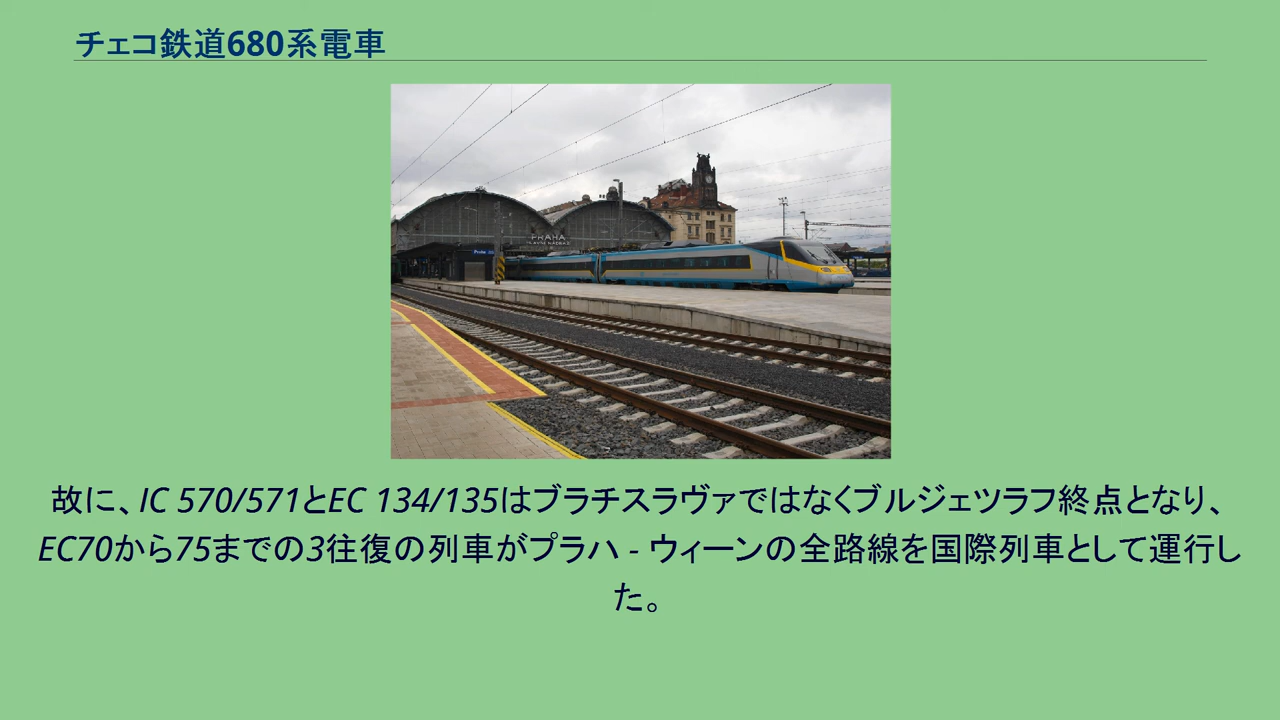 チェコ鉄道680系電車
PRAHA
HLAVNÍ NÁDRAŽÍ
Praha
故に、IC 570/571とEC 134/135はブラチスラヴァではなくブルジェツラフ終点となり、
EC70から75までの3往復の列車がプラハ - ウィーンの全路線を国際列車として運行し
た。